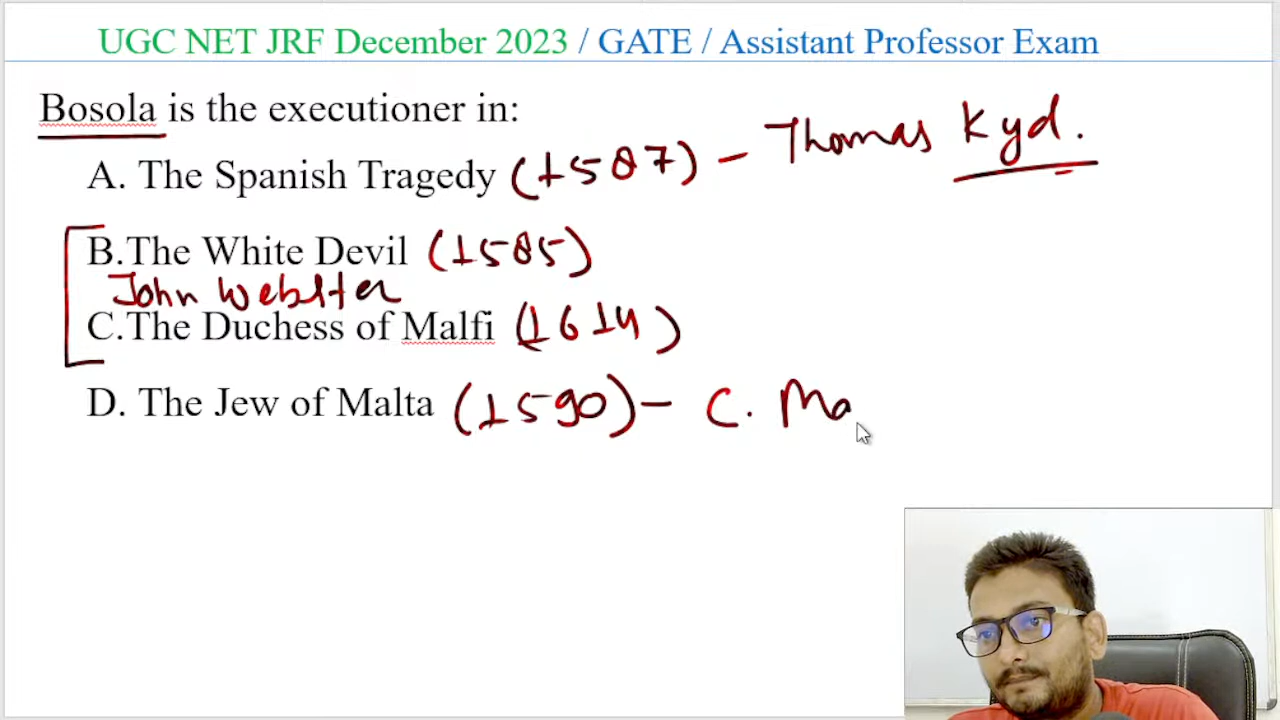 UGC NET JRF December 2023 / GATE / Assistant Professor Exam
Bosola is the executioner in:
A. The Spanish Tragedy (1587) - Thomas Kyd.
B.The White Devil (1585)
John Webster
C.The Duchess of Malfi (1614)
D. The Jew of Malta (1590) - C. Ma